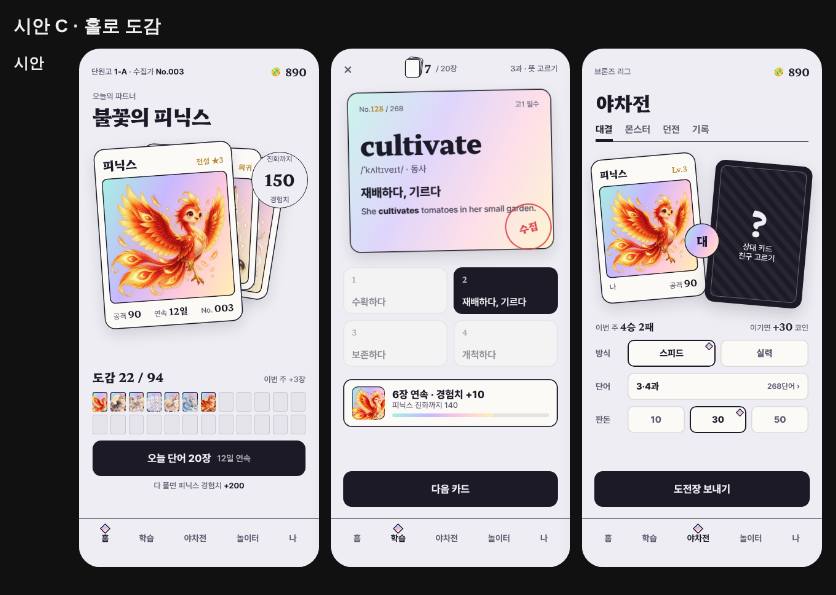 시안 C · 홀로 도감
시안
단원고 1-A · 수집가 No.003
890
오늘의 파트너
불꽃의 피닉스
피닉스
전설 ★3
진화까지
150
경험치
공격 90
연속 12일
No. 003
도감 22 / 94
이번 주 +3장
오늘 단어 20장 12일 연속
다 풀면 피닉스 경험치 +200
홈
학습
야차전
놀이터
나
×
7 / 20장
3과 · 뜻 고르기
No.128 / 268
고1 필수
cultivate
/ˈkʌltɪveɪt/ · 동사
재배하다, 기르다
She cultivates tomatoes in her small garden.
수집
1
수확하다
2
재배하다, 기르다
3
보존하다
4
개척하다
6장 연속 · 경험치 +10
피닉스 진화까지 140
다음 카드
홈
학습
야차전
놀이터
나
브론즈 리그
890
야차전
대결
몬스터
던전
기록
피닉스
Lv.3
나
공격 90
대
?
상대 카드
친구 고르기
이번 주 4승 2패
이기면 +30 코인
방식
스피드
실력
단어
3·4과
268단어 ›
판돈
10
30
50
도전장 보내기
홈
학습
야차전
놀이터
나